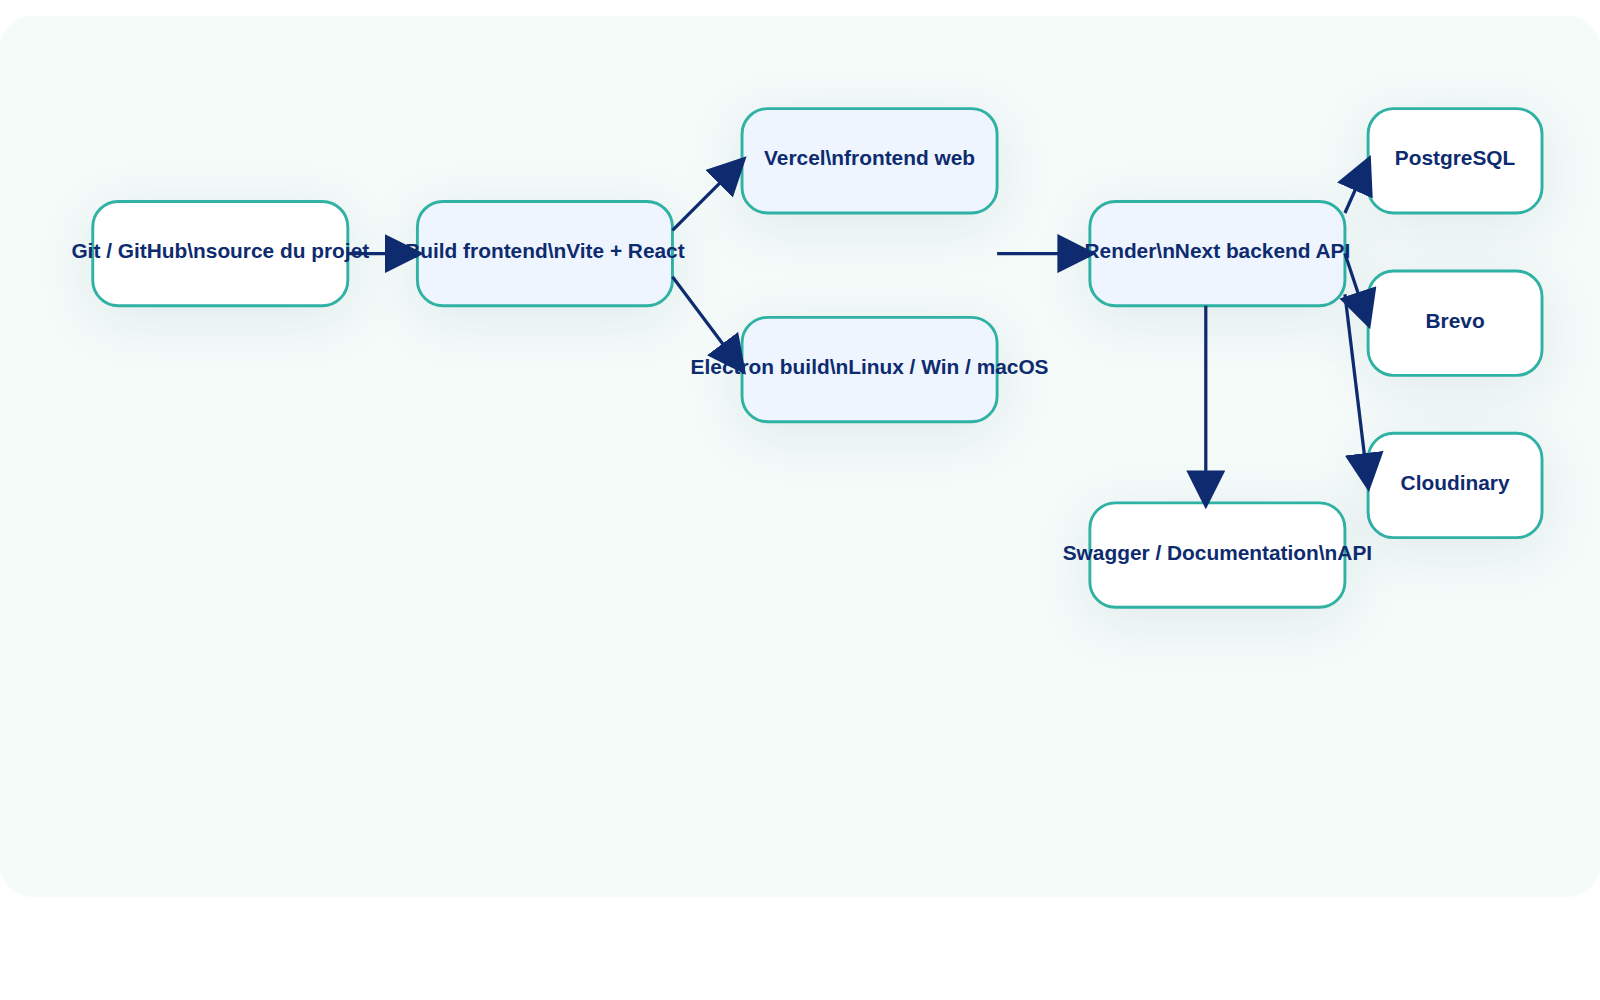 Vercel\nfrontend web
PostgreSQL
Git / GitHub\nsource du projet
Build frontend\nVite + React
Render\nNext backend API
Brevo
Electron build\nLinux / Win / macOS
Cloudinary
Swagger / Documentation\nAPI